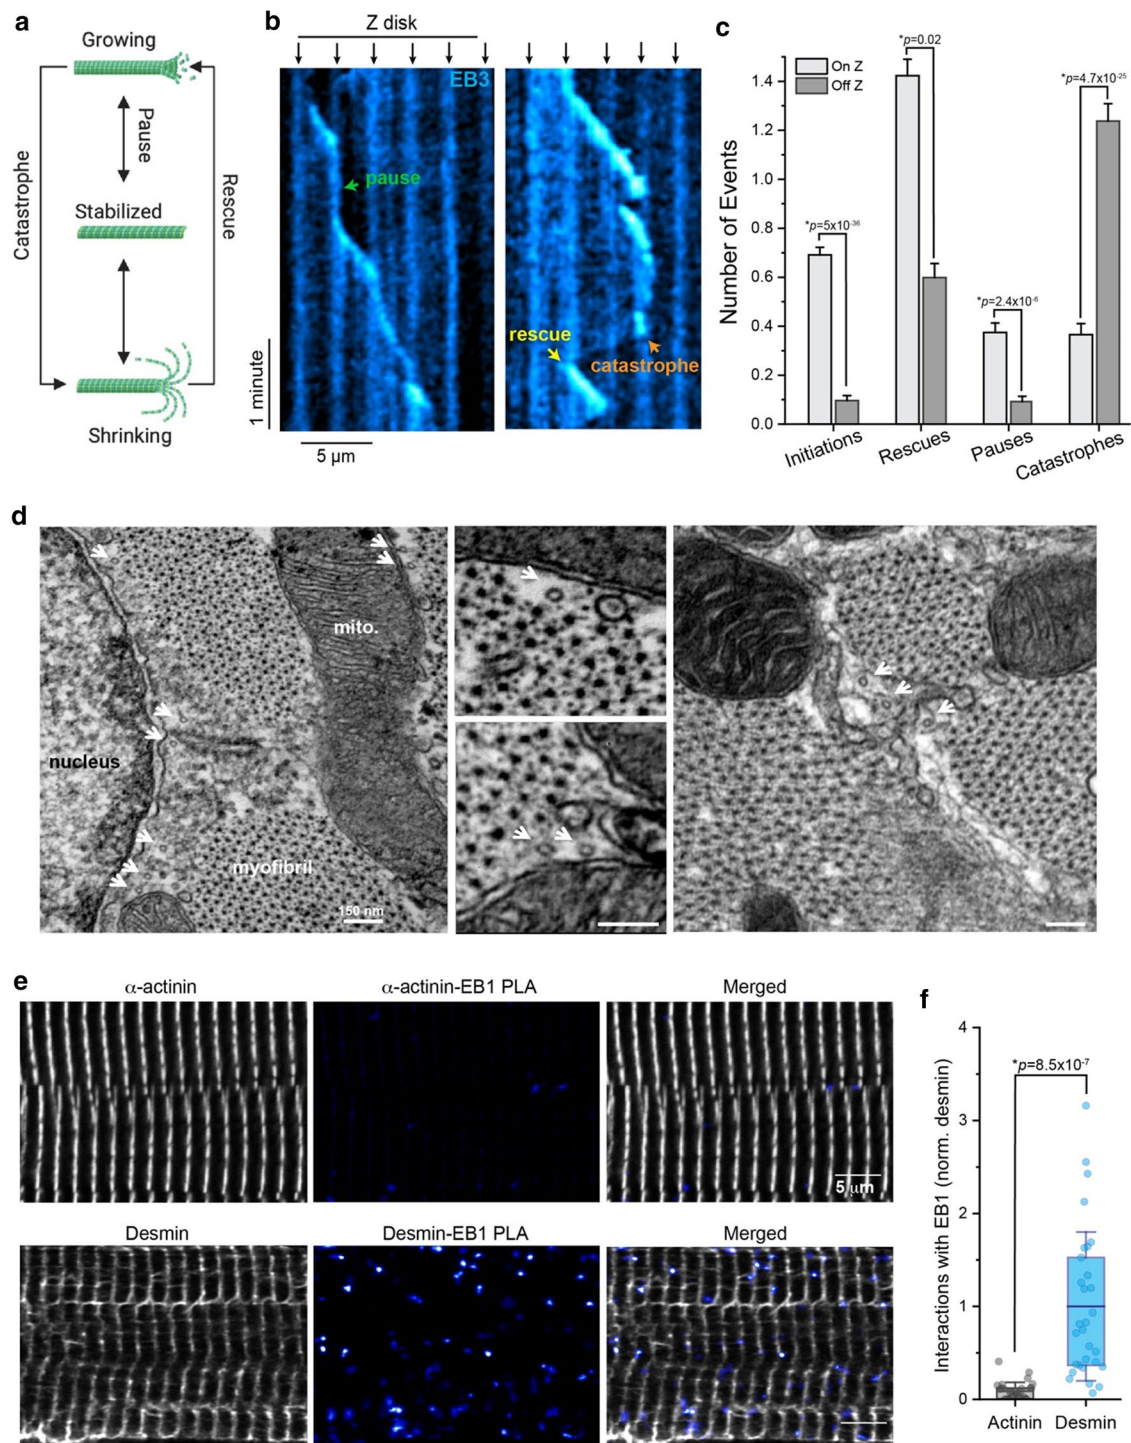 a
Growing
Catastrophe
Pause
Stabilized
Rescue
Shrinking
b
Z disk
EB3
pause
rescue
catastrophe
1 minute
5 µm
c
*p=0.02
On Z
Off Z
*p=4.7x10-25
*p=5x10-36
*p=2.4x10-6
Number of Events
1.4
1.2
1.0
0.8
0.6
0.4
0.2
0.0
Initiations
Rescues
Pauses
Catastrophes
d
mito.
nucleus
myofibril
150 nm
e
α-actinin
α-actinin-EB1 PLA
Merged
5 µm
Desmin
Desmin-EB1 PLA
Merged
f
*p=8.5x10-7
Interactions with EB1 (norm. desmin)
4
3
2
1
0
Actinin
Desmin